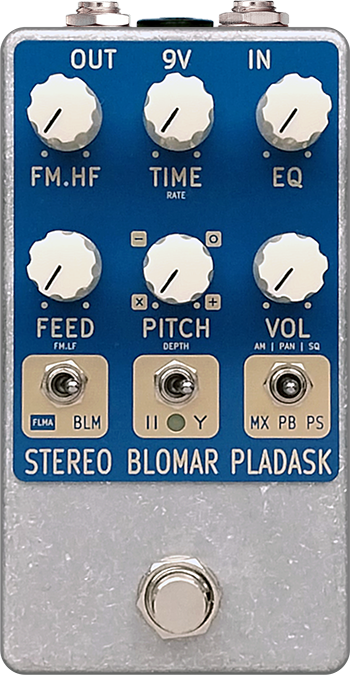 OUT 9V IN
FM.HF TIME EQ
RATE
− O
× +
FEED PITCH VOL
FM.LF DEPTH AM | PAN | SQ
FLMA BLM II Y MX PB PS
STEREO BLOMAR PLADASK